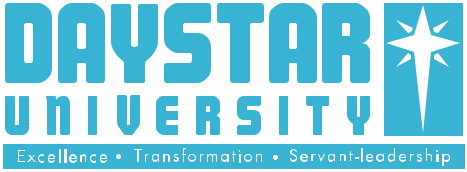 DAYSTAR
UNIVERSITY
Excellence • Transformation • Servant-leadership